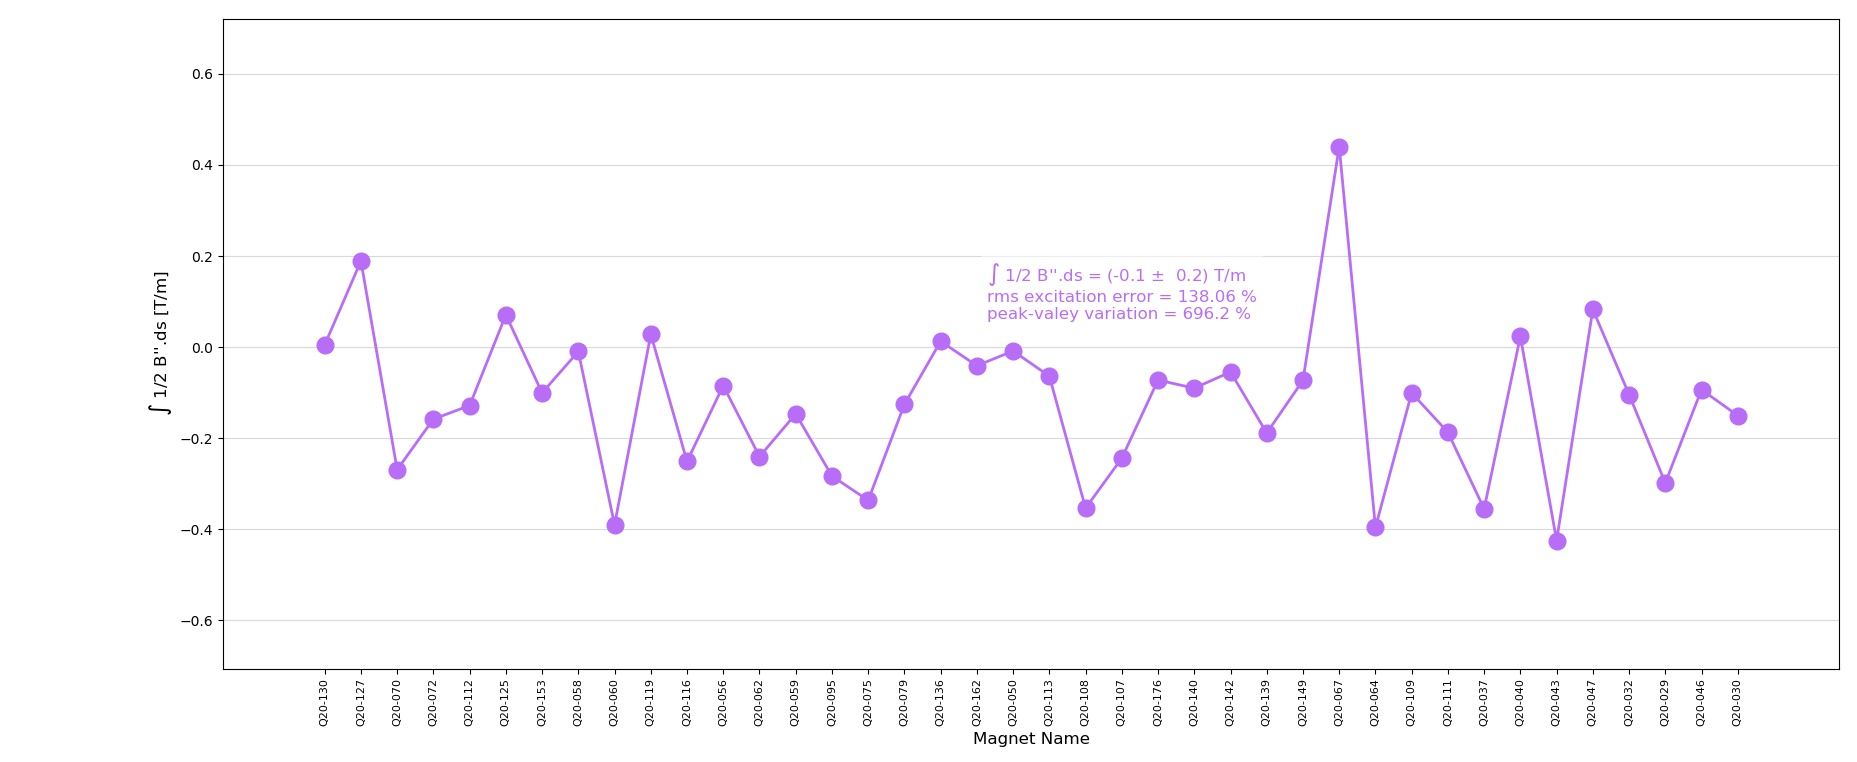 0.6
0.4
0.2
0.0
−0.2
−0.4
−0.6
∫ 1/2 B''.ds [T/m]
∫ 1/2 B''.ds = (-0.1 ± 0.2) T/m
rms excitation error = 138.06 %
peak-valey variation = 696.2 %
Q20-130
Q20-127
Q20-070
Q20-072
Q20-112
Q20-125
Q20-153
Q20-058
Q20-060
Q20-119
Q20-116
Q20-056
Q20-062
Q20-059
Q20-095
Q20-075
Q20-079
Q20-136
Q20-162
Q20-050
Q20-113
Q20-108
Q20-107
Q20-176
Q20-140
Q20-142
Q20-139
Q20-149
Q20-067
Q20-064
Q20-109
Q20-111
Q20-037
Q20-040
Q20-043
Q20-047
Q20-032
Q20-029
Q20-046
Q20-030
Magnet Name